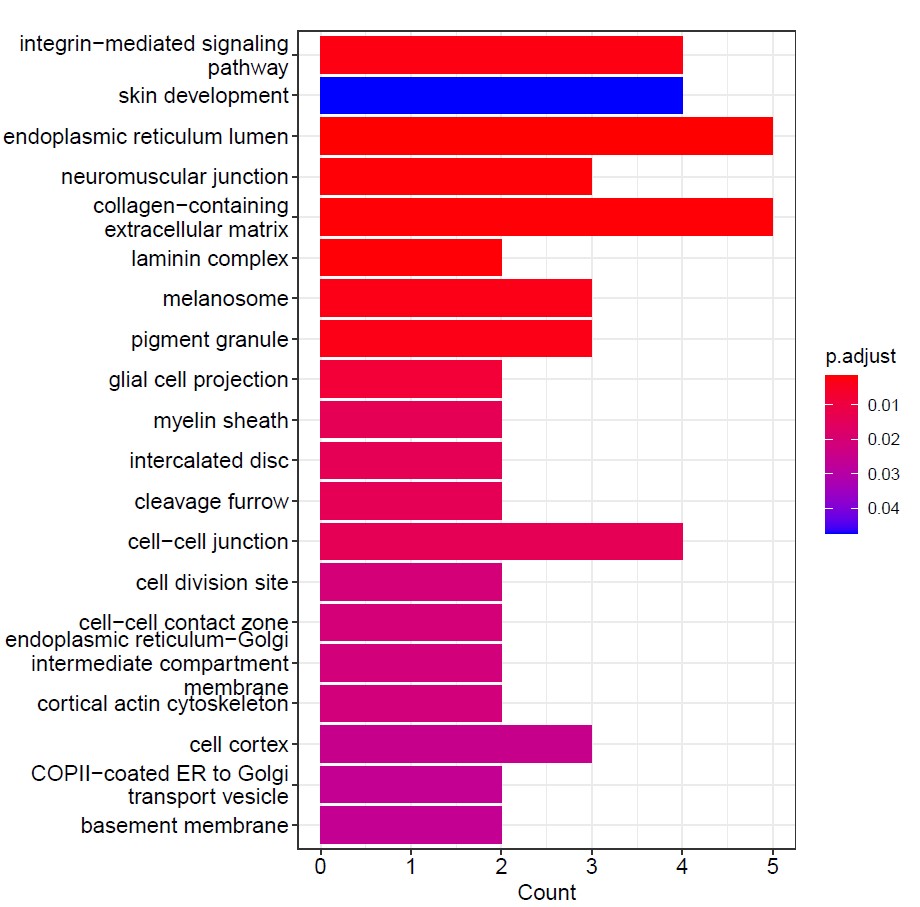 integrin−mediated signaling
pathway
skin development
endoplasmic reticulum lumen
neuromuscular junction
collagen−containing
extracellular matrix
laminin complex
melanosome
pigment granule
glial cell projection
myelin sheath
intercalated disc
cleavage furrow
cell−cell junction
cell division site
cell−cell contact zone
endoplasmic reticulum−Golgi
intermediate compartment
membrane
cortical actin cytoskeleton
cell cortex
COPII−coated ER to Golgi
transport vesicle
basement membrane
0 1 2 3 4 5
Count
p.adjust
0.01
0.02
0.03
0.04